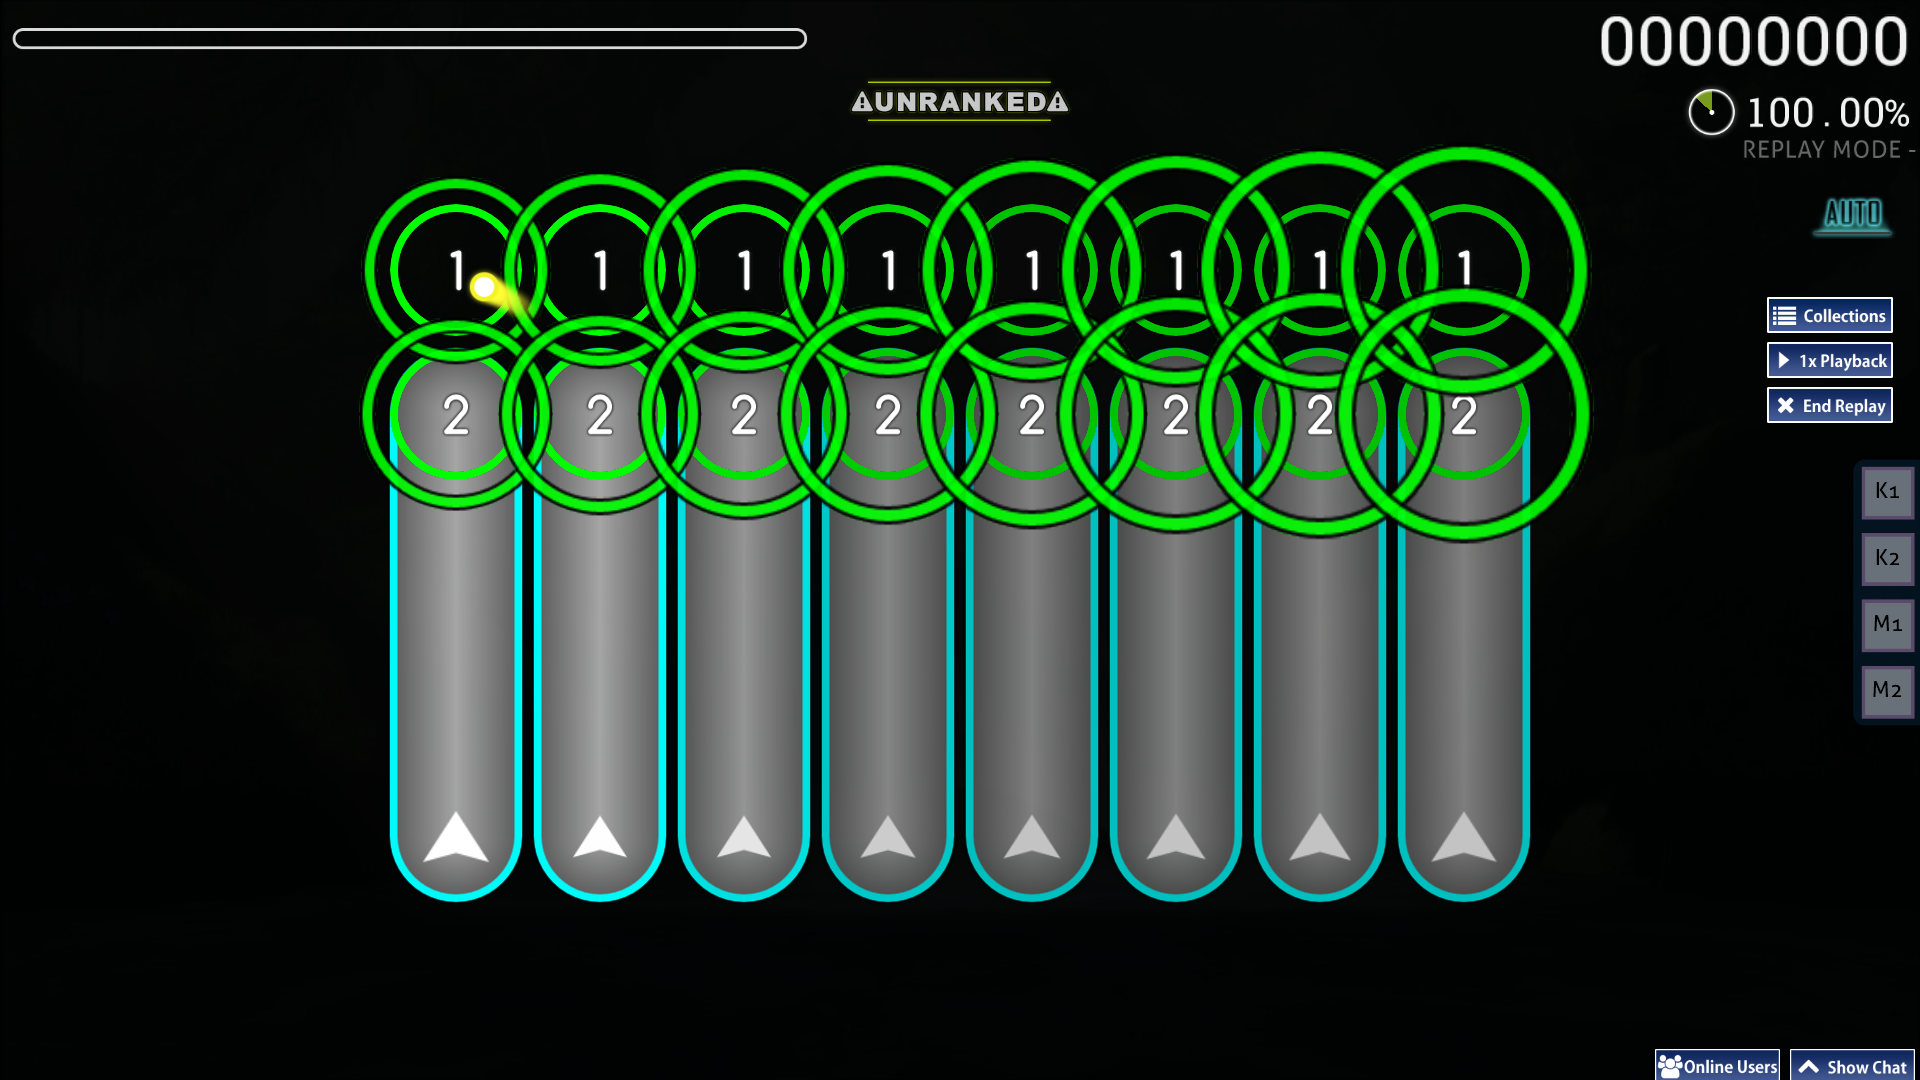 00000000
UNRANKED
100.00%
REPLAY MODE -
AUTO
1 1 1 1 1 1 1 1
Collections
1x Playback
End Replay
2 2 2 2 2 2 2 2
K1
K2
M1
M2
Online Users
Show Chat